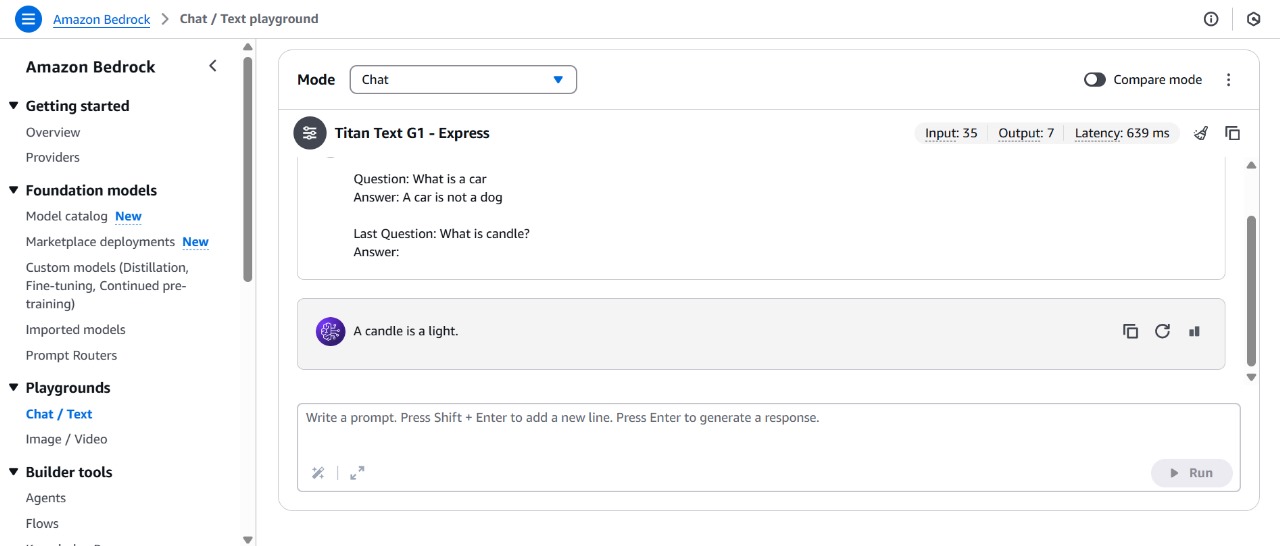 Amazon Bedrock > Chat / Text playground
Amazon Bedrock
Getting started
Overview
Providers
Foundation models
Model catalog New
Marketplace deployments New
Custom models (Distillation,
Fine-tuning, Continued pre-
training)
Imported models
Prompt Routers
Playgrounds
Chat / Text
Image / Video
Builder tools
Agents
Flows
Mode Chat Compare mode
Titan Text G1 - Express Input: 35 Output: 7 Latency: 639 ms
Question: What is a car
Answer: A car is not a dog
Last Question: What is candle?
Answer:
A candle is a light.
Write a prompt. Press Shift + Enter to add a new line. Press Enter to generate a response.
Run